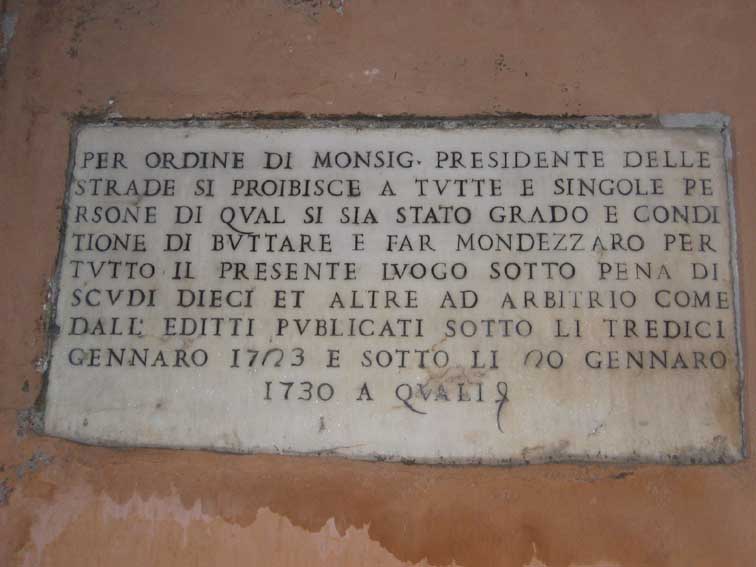 PER ORDINE DI MONSIG. PRESIDENTE DELLE
STRADE SI PROIBISCE A TVTTE E SINGOLE PE
RSONE DI QVAL SI SIA STATO GRADO E CONDI
TIONE DI BVTTARE E FAR MONDEZZARO PER
TVTTO IL PRESENTE LVOGO SOTTO PENA DI
SCVDI DIECI ET ALTRE AD ARBITRIO COME
DALL' EDITTI PVBLICATI SOTTO LI TREDICI
GENNARO 1723 E SOTTO LI 20 GENNARO
1730 A QVALI